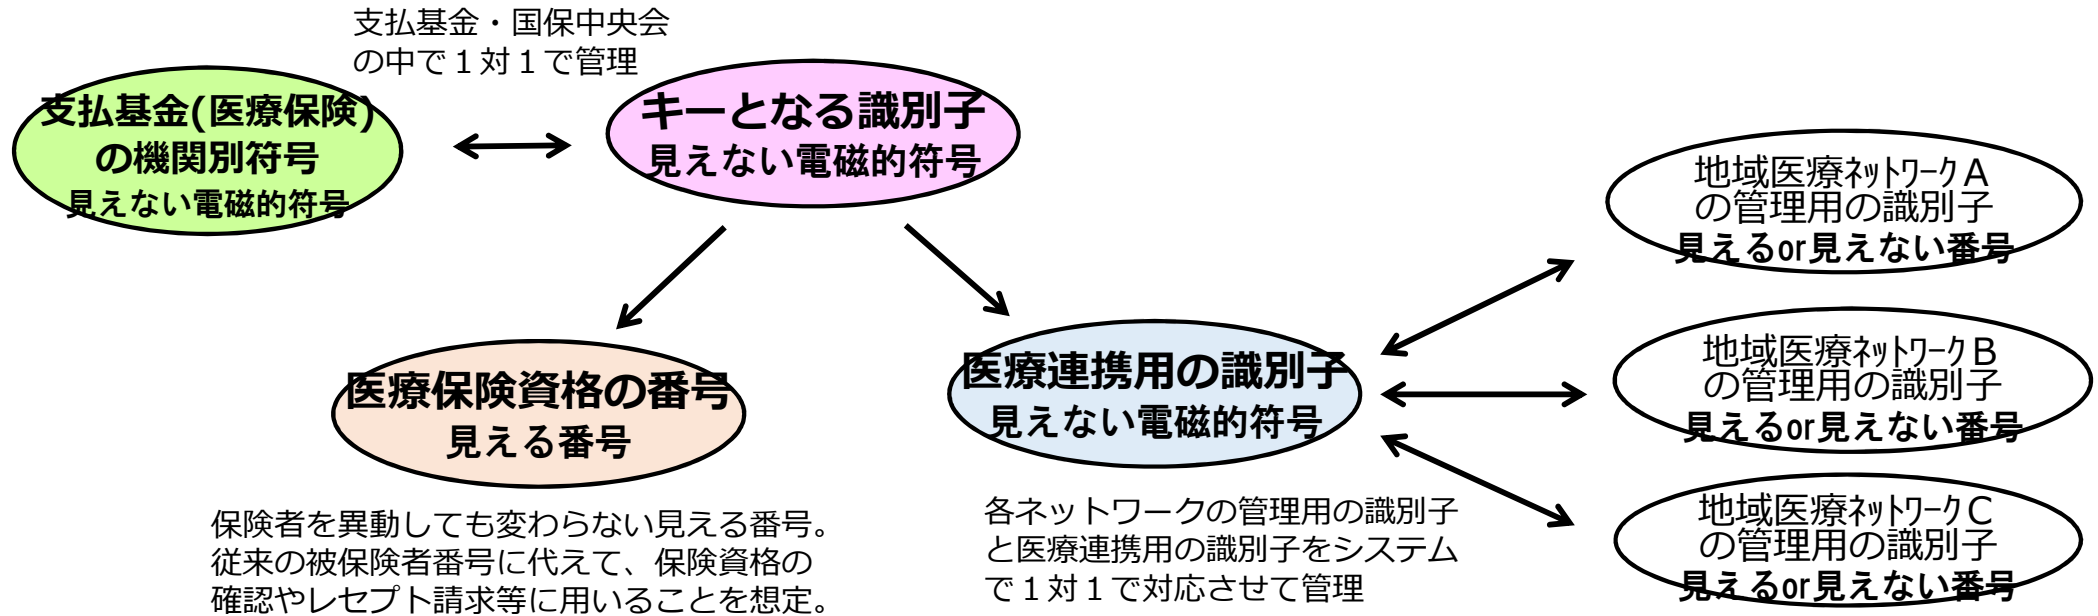 支払基金・国保中央会
の中で１対１で管理
支払基金(医療保険)
の機関別符号
見えない電磁的符号
キーとなる識別子
見えない電磁的符号
地域医療ﾈｯﾄﾜｰｸＡ
の管理用の識別子
見えるor見えない番号
医療保険資格の番号
見える番号
医療連携用の識別子
見えない電磁的符号
地域医療ﾈｯﾄﾜｰｸＢ
の管理用の識別子
見えるor見えない番号
保険者を異動しても変わらない見える番号。
従来の被保険者番号に代えて、保険資格の
確認やレセプト請求等に用いることを想定。
各ネットワークの管理用の識別子
と医療連携用の識別子をシステム
で１対１で対応させて管理
地域医療ﾈｯﾄﾜｰｸＣ
の管理用の識別子
見えるor見えない番号